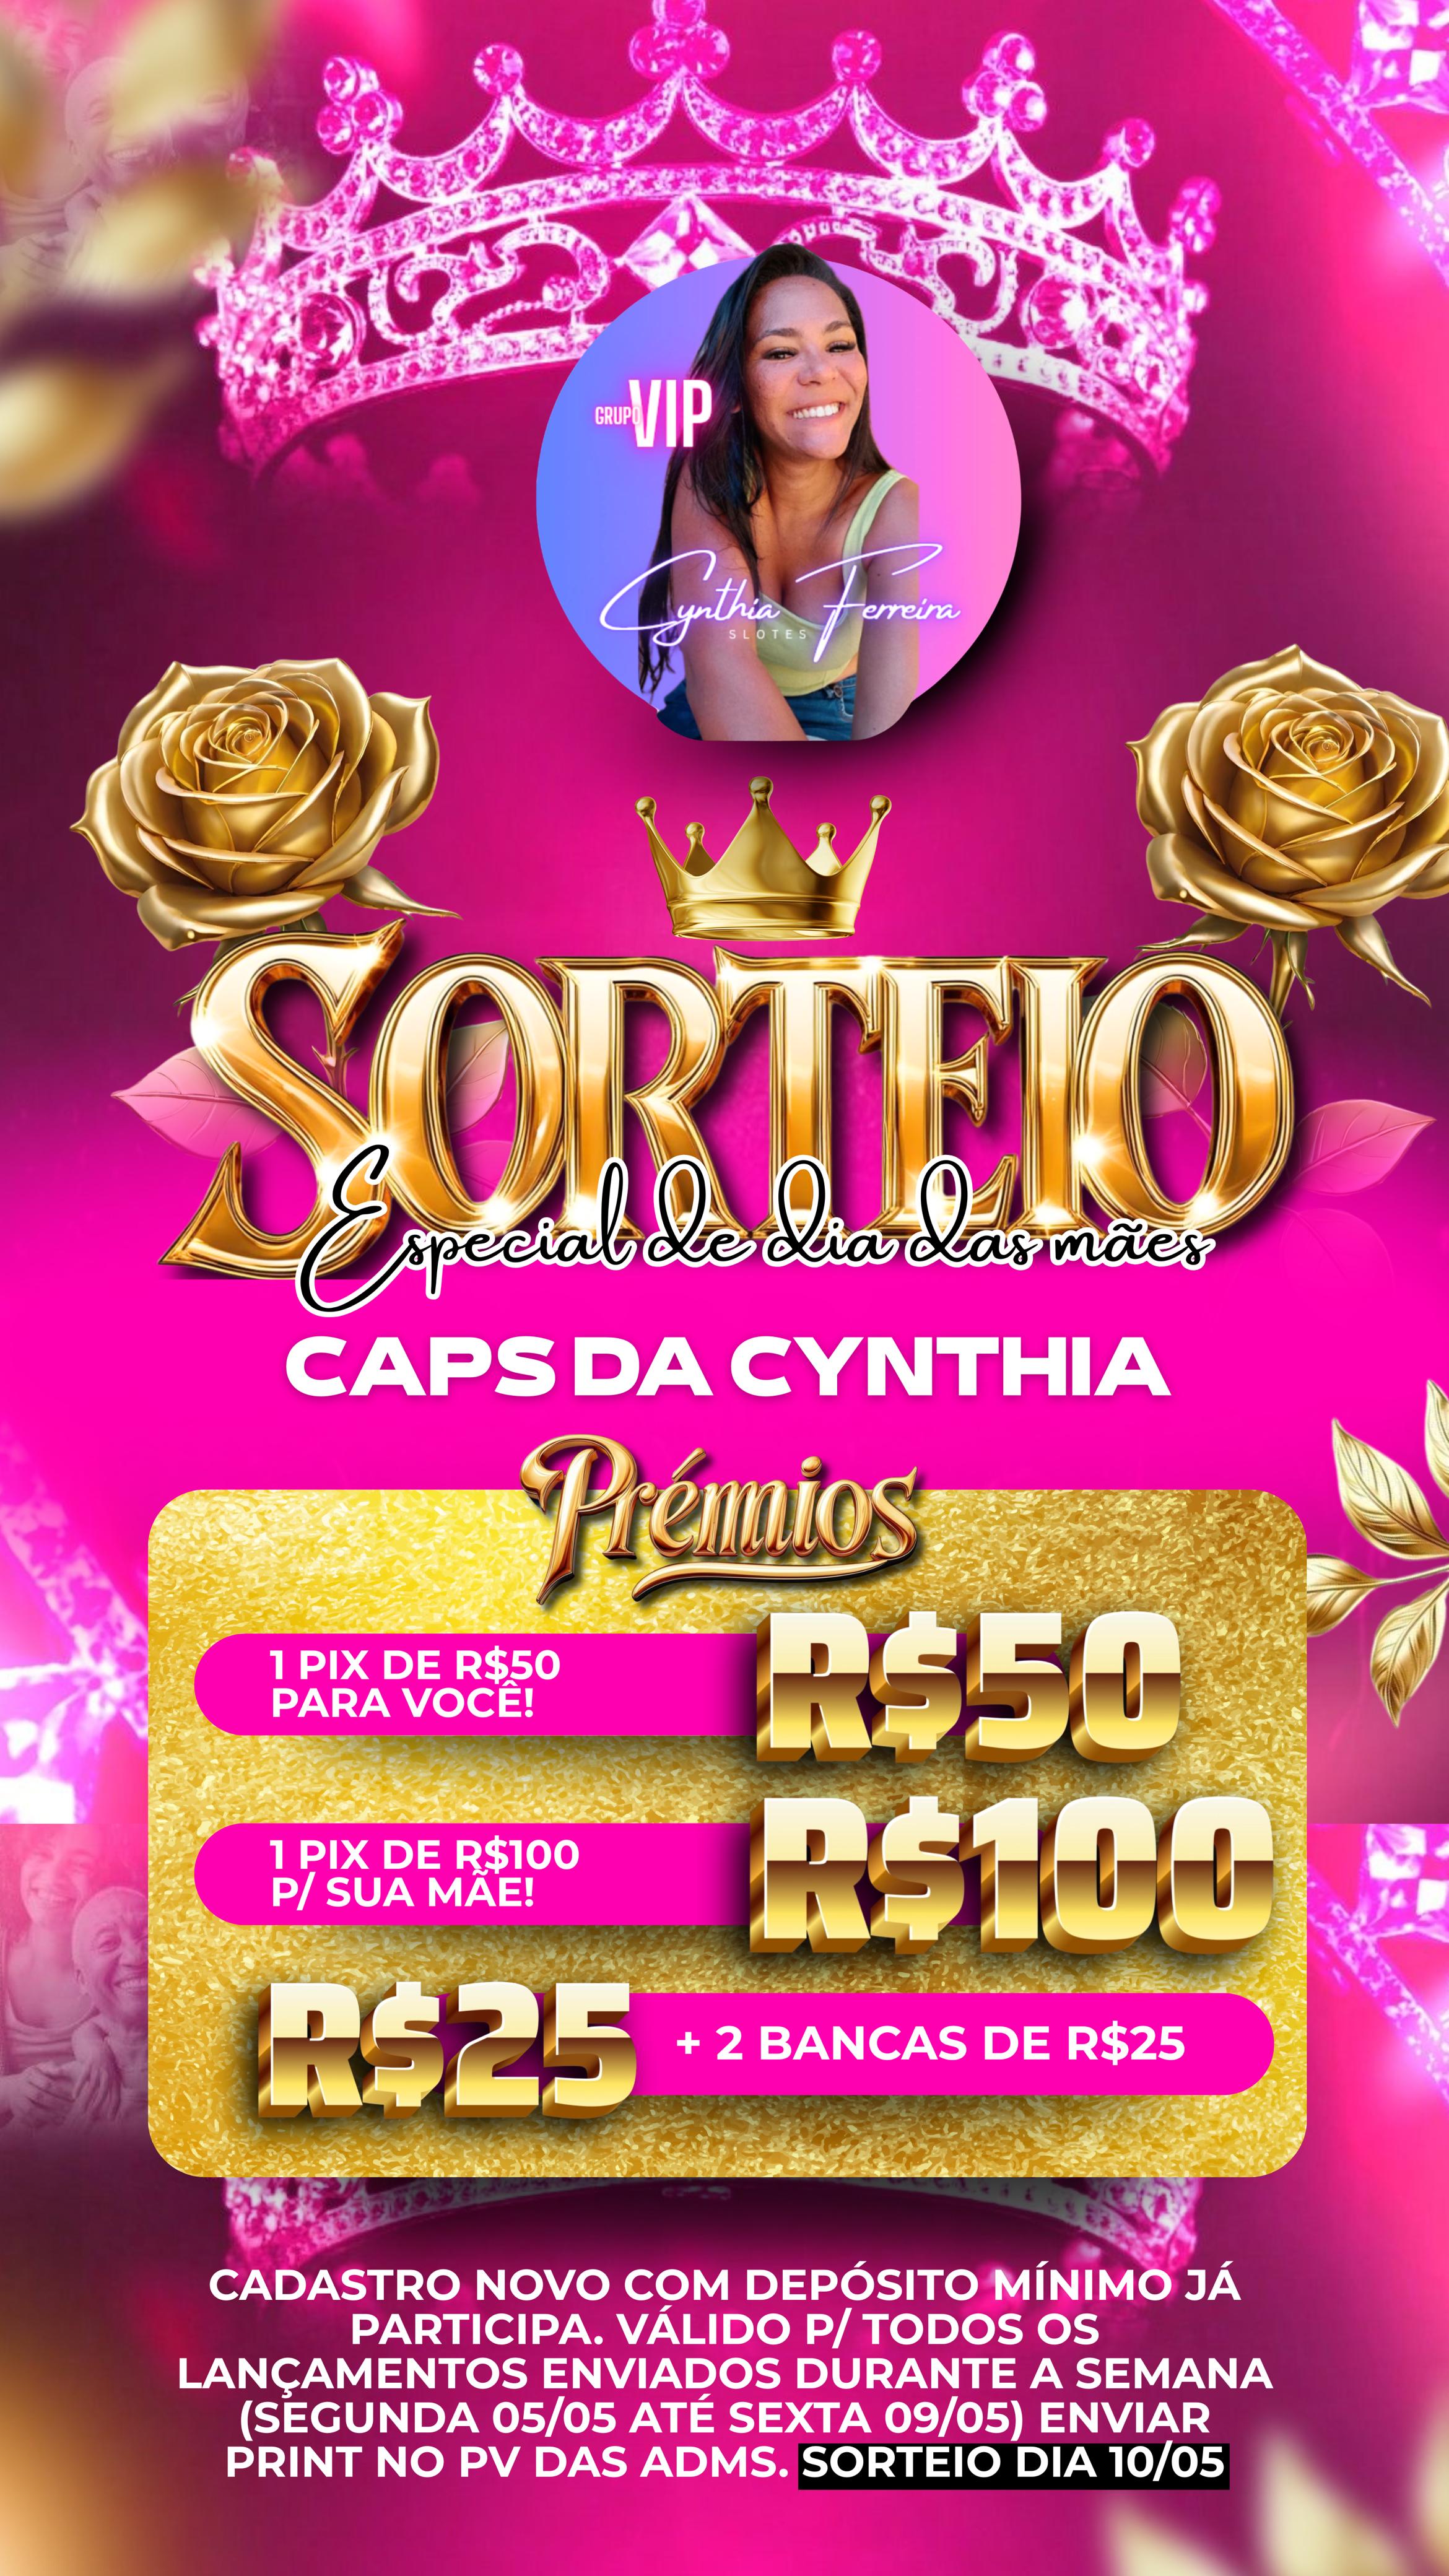 GRUPO VIP
Cynthia Ferreira
SLOTES
SORTEIO
Especial de dia das mães
CAPS DA CYNTHIA
Prémios
1 PIX DE R$50
PARA VOCÊ!
R$50
1 PIX DE R$100
P/ SUA MÃE!
R$100
R$25
+ 2 BANCAS DE R$25
CADASTRO NOVO COM DEPÓSITO MÍNIMO JÁ
PARTICIPA. VÁLIDO P/ TODOS OS
LANÇAMENTOS ENVIADOS DURANTE A SEMANA
(SEGUNDA 05/05 ATÉ SEXTA 09/05) ENVIAR
PRINT NO PV DAS ADMS. SORTEIO DIA 10/05